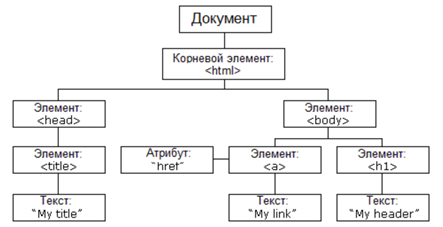 Документ
Корневой элемент:
<html>
Элемент:
<head>
Элемент:
<body>
Элемент:
<title>
Атрибут:
"hret"
Элемент:
<a>
Элемент:
<h1>
Текст:
"My title"
Текст:
"My link"
Текст:
"My header"